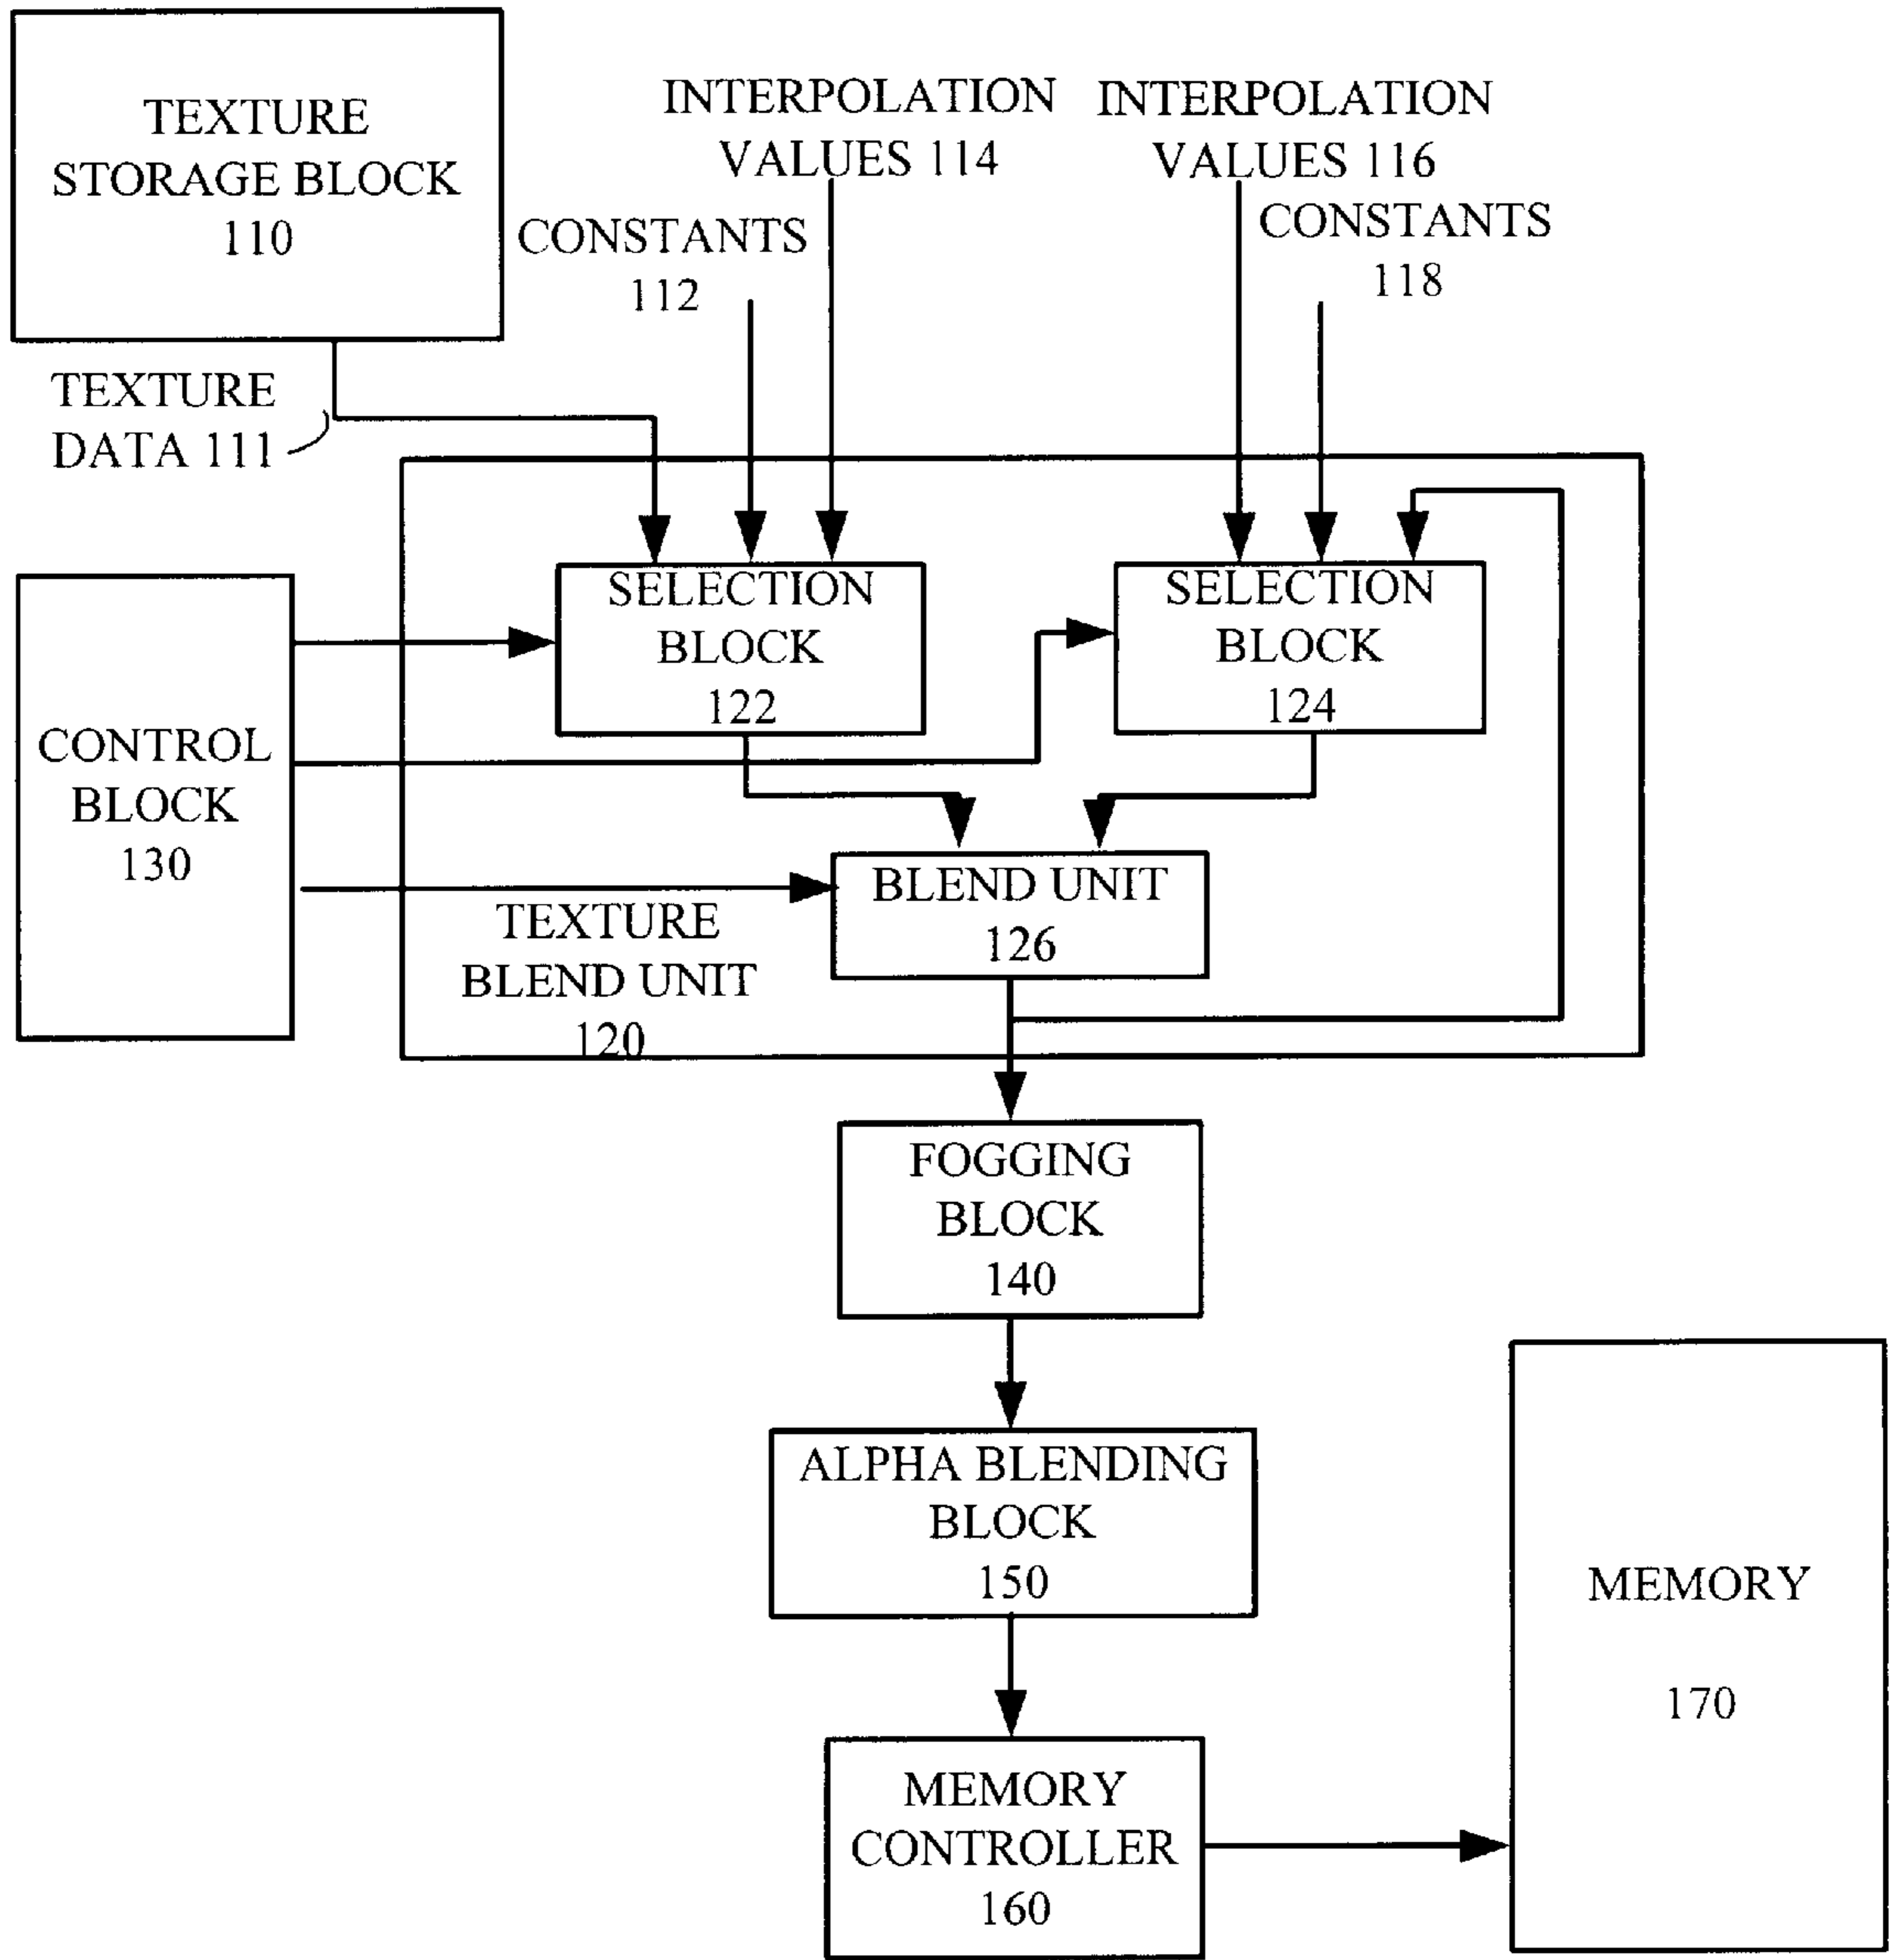 TEXTURE
STORAGE BLOCK
110
INTERPOLATION
VALUES 114
INTERPOLATION
VALUES 116
CONSTANTS
112
CONSTANTS
118
TEXTURE
DATA 111
SELECTION
BLOCK
122
SELECTION
BLOCK
124
CONTROL
BLOCK
130
BLEND UNIT
126
TEXTURE
BLEND UNIT
120
FOGGING
BLOCK
140
ALPHA BLENDING
BLOCK
150
MEMORY
170
MEMORY
CONTROLLER
160